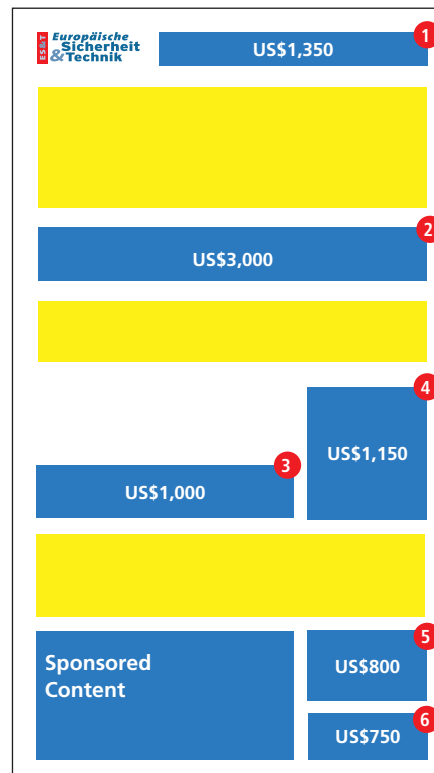 ES&T
Europäische
Sicherheit
&Technik
US$1,350
1
US$3,000
2
US$1,150
4
US$1,000
3
Sponsored
Content
US$800
5
US$750
6